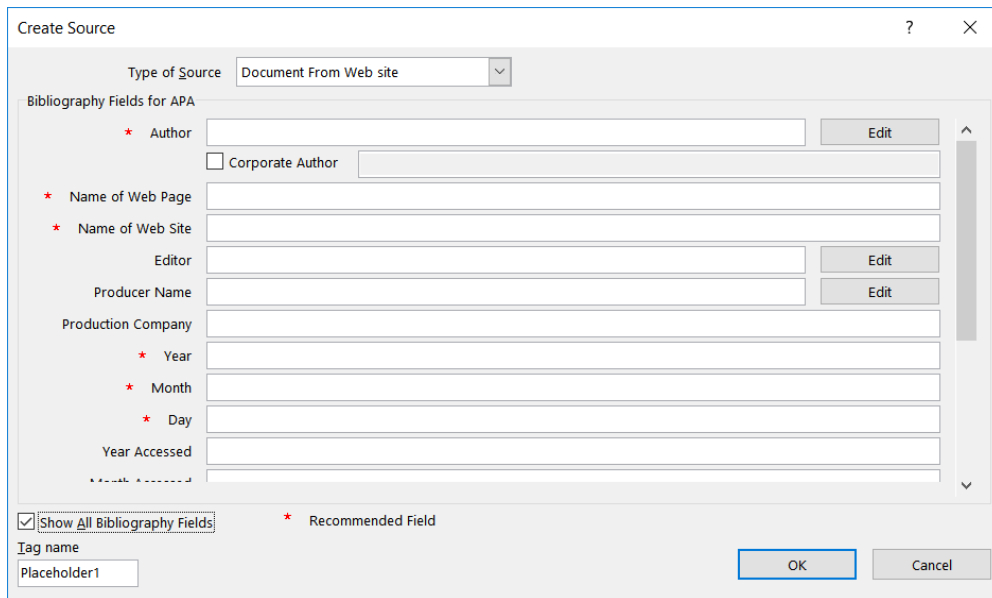 Create Source ?
Type of Source Document From Web site
Bibliography Fields for APA
* Author Edit
Corporate Author
* Name of Web Page
* Name of Web Site
Editor Edit
Producer Name Edit
Production Company
* Year
* Month
* Day
Year Accessed
Month Accessed
Show All Bibliography Fields * Recommended Field
Tag name
Placeholder1 OK Cancel